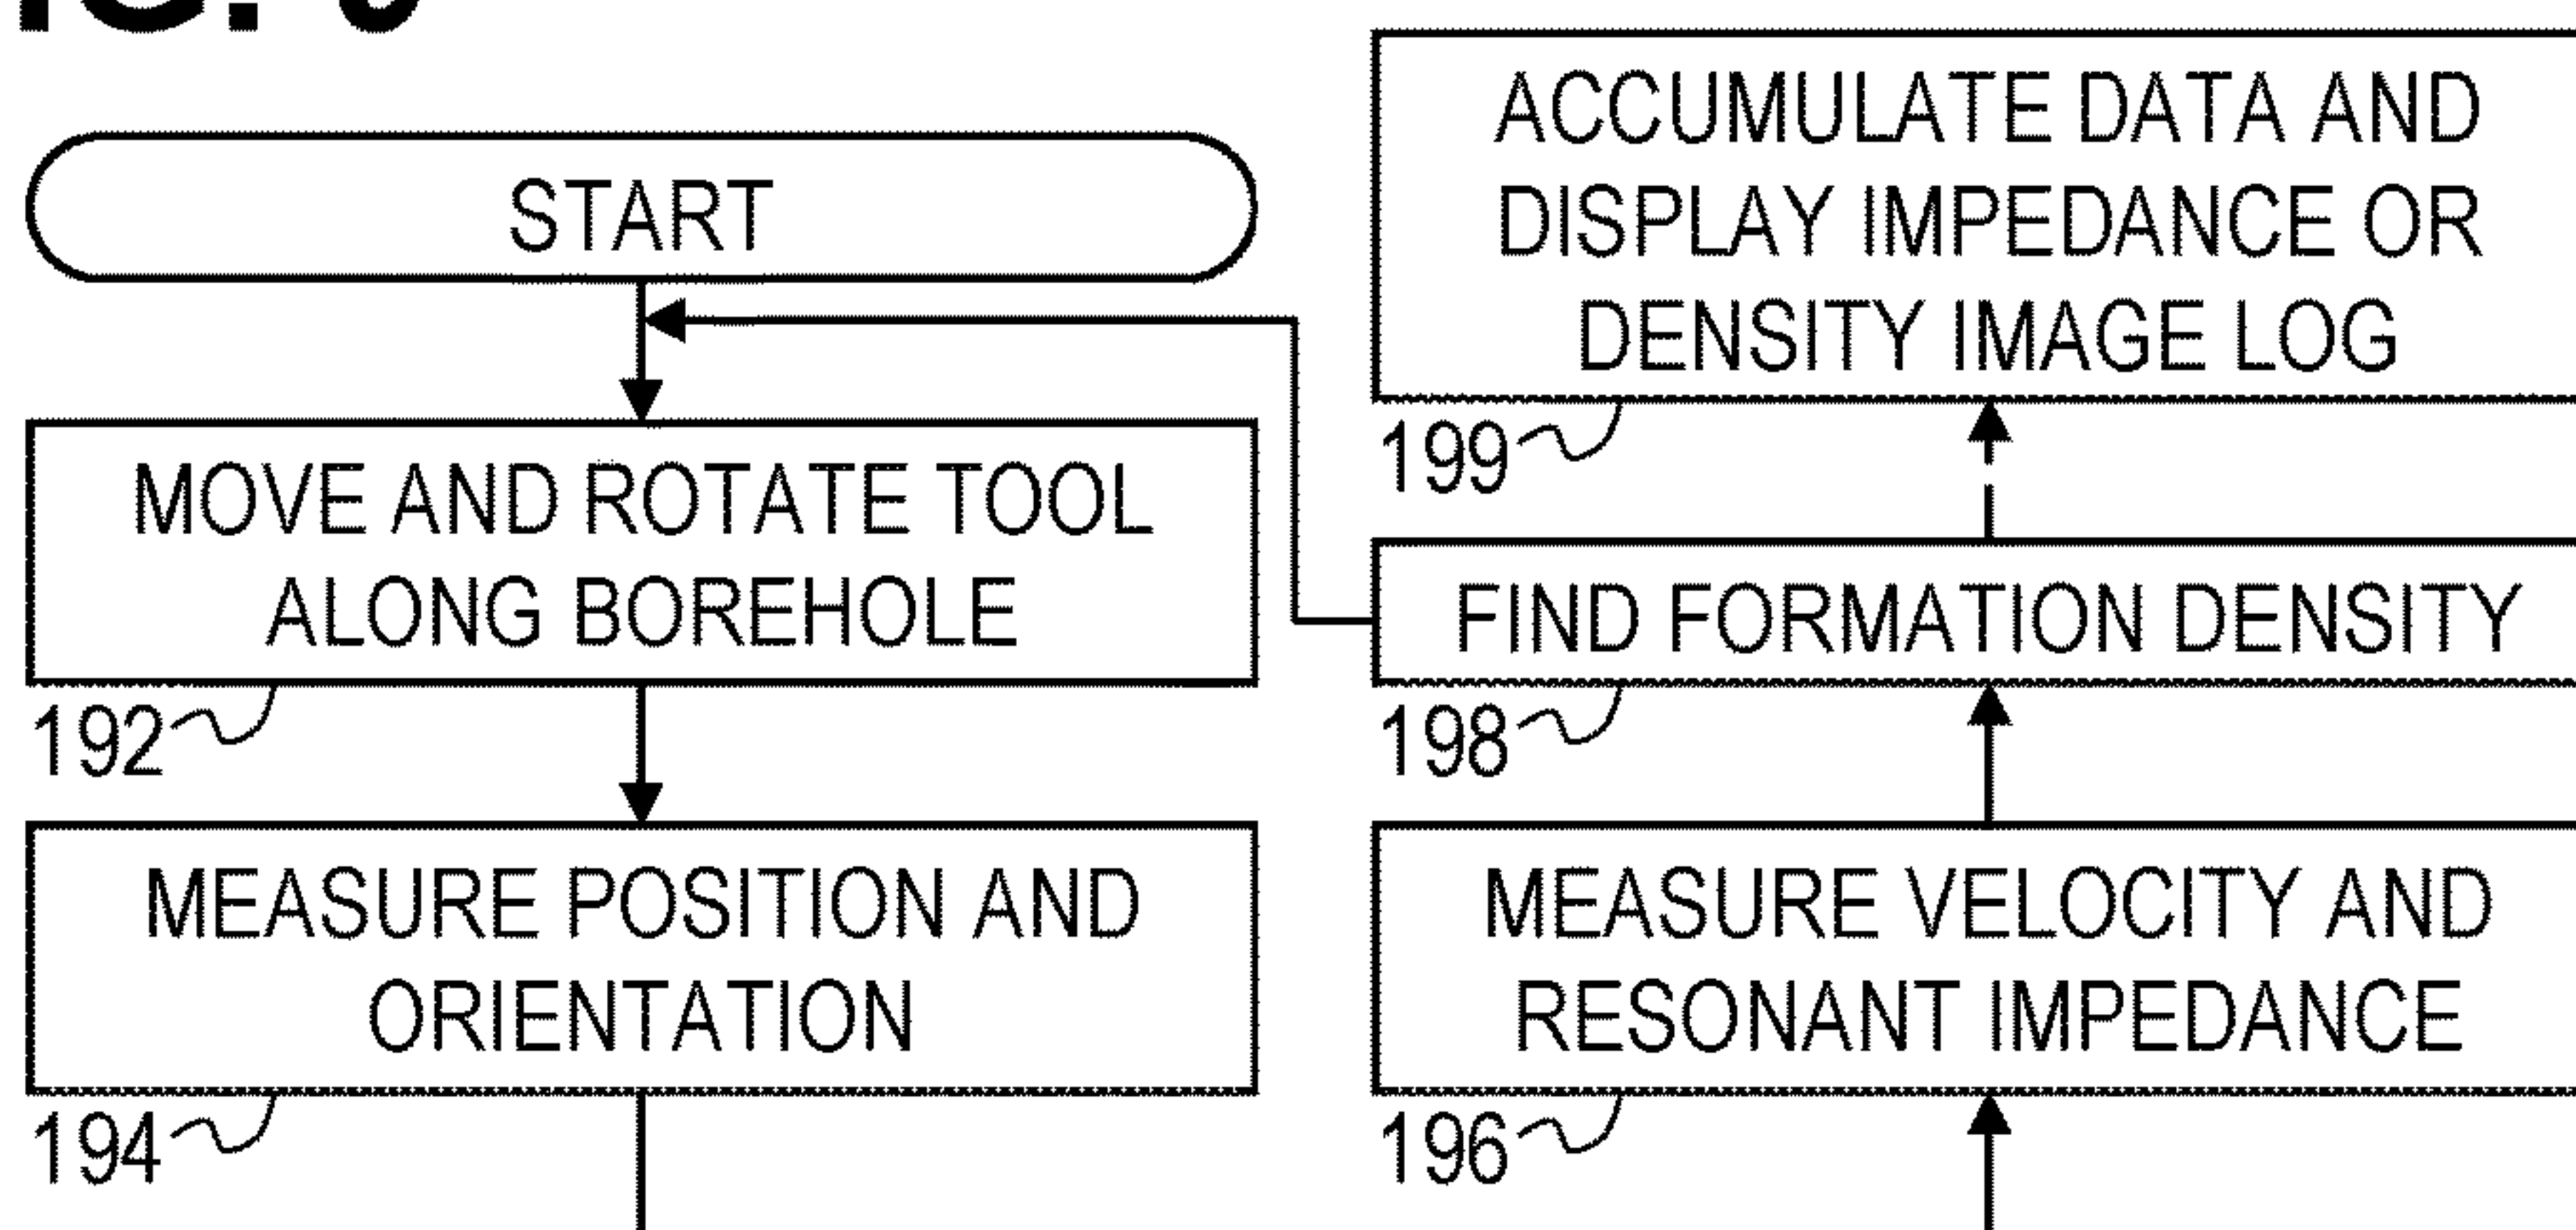 START
MOVE AND ROTATE TOOL
ALONG BOREHOLE
192
MEASURE POSITION AND
ORIENTATION
194
ACCUMULATE DATA AND
DISPLAY IMPEDANCE OR
DENSITY IMAGE LOG
199
FIND FORMATION DENSITY
198
MEASURE VELOCITY AND
RESONANT IMPEDANCE
196